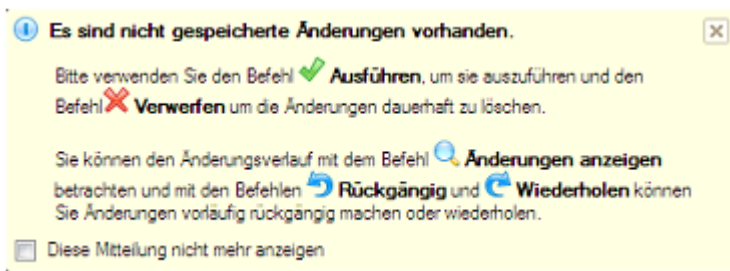 Es sind nicht gespeicherte Änderungen vorhanden.
Bitte verwenden Sie den Befehl Ausführen, um sie auszuführen und den
Befehl Verwerfen um die Änderungen dauerhaft zu löschen.
Sie können den Änderungsverlauf mit dem Befehl Änderungen anzeigen
betrachten und mit den Befehlen Rückgängig und Wiederholen können
Sie Änderungen vorläufig rückgängig machen oder wiederholen.
Diese Mitteilung nicht mehr anzeigen